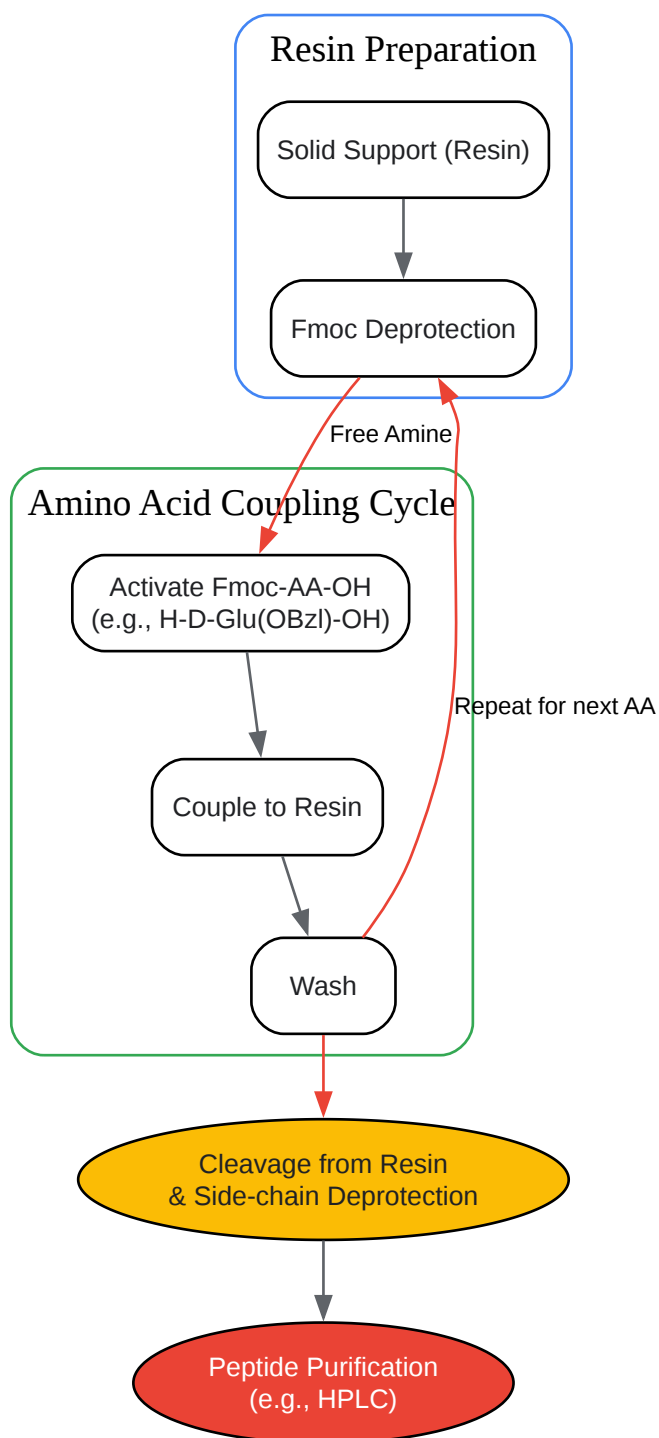 Resin Preparation
Solid Support (Resin)
Fmoc Deprotection
Free Amine
Amino Acid Coupling Cycle
Activate Fmoc-AA-OH
(e.g., H-D-Glu(OBzl)-OH)
Repeat for next AA
Couple to Resin
Wash
Cleavage from Resin
& Side-chain Deprotection
Peptide Purification
(e.g., HPLC)